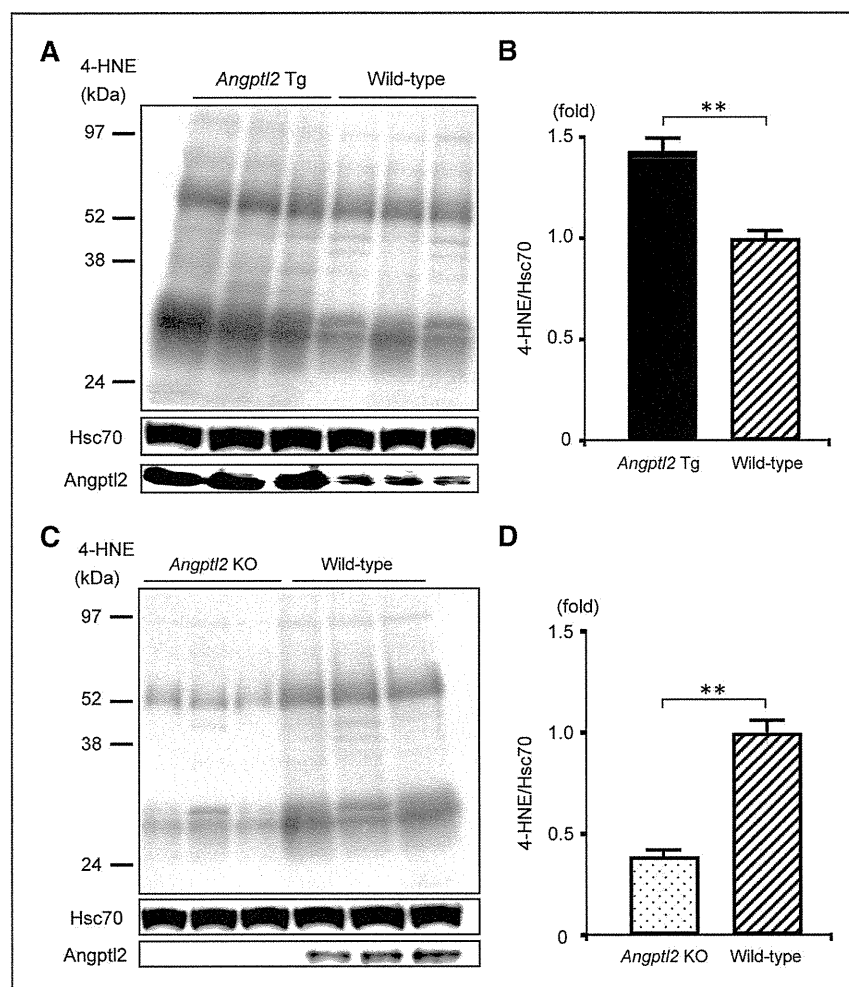 A
4-HNE
(kDa)
Angptl2 Tg
Wild-type
97
52
38
24
Hsc70
Angptl2
B
(fold)
**
1.5
1.0
0.5
0
4-HNE/Hsc70
Angptl2 Tg
Wild-type
C
4-HNE
(kDa)
Angptl2 KO
Wild-type
97
52
38
24
Hsc70
Angptl2
D
(fold)
**
1.5
1.0
0.5
0
4-HNE/Hsc70
Angptl2 KO
Wild-type